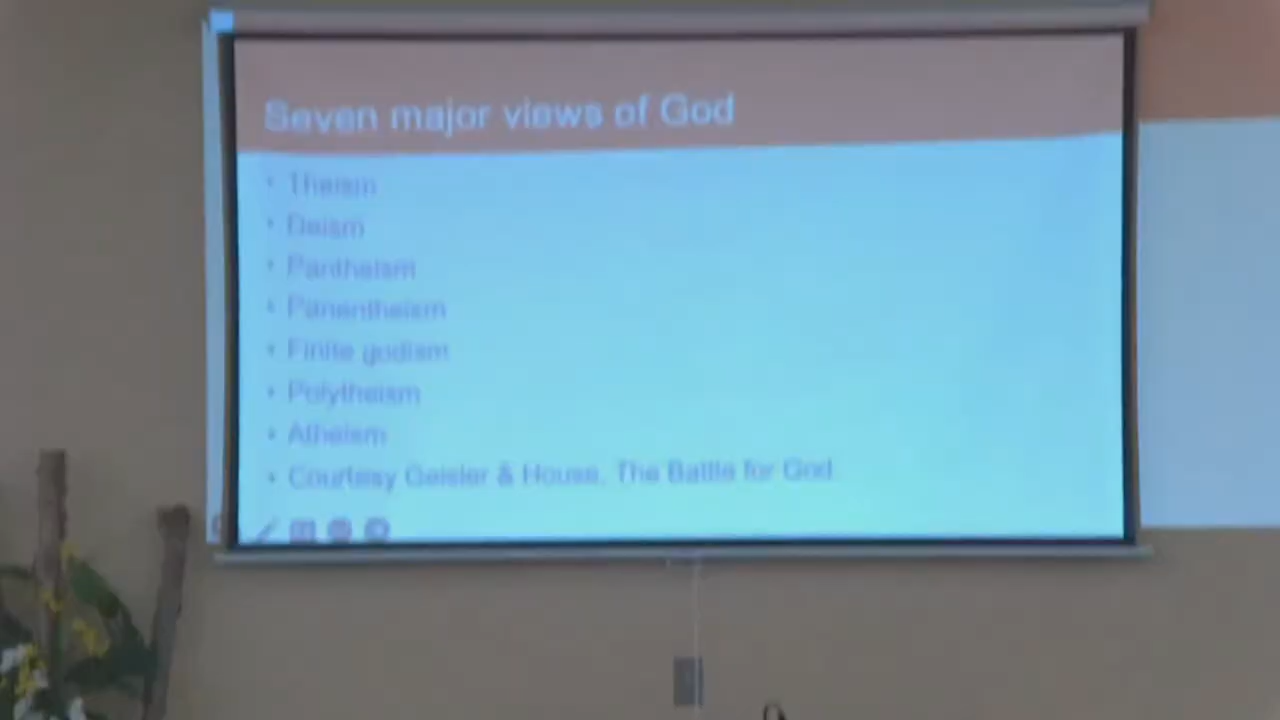 Seven major views of God
• Theism
• Deism
• Pantheism
• Panentheism
• Finite godism
• Polytheism
• Atheism
• Courtesy Geisler & House, The Battle for God